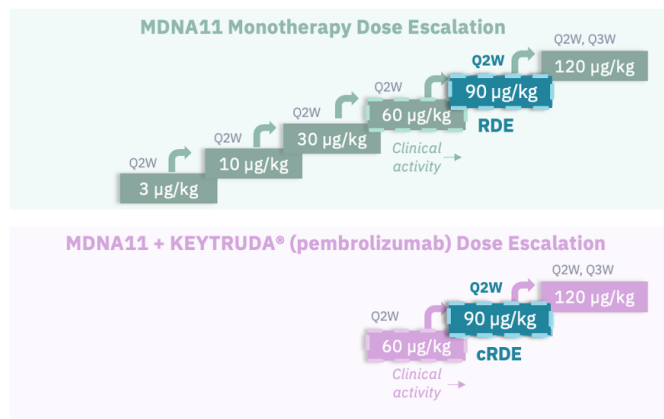 MDNA11 Monotherapy Dose Escalation
Q2W, Q3W
120 µg/kg
Q2W
90 µg/kg
RDE
Q2W
60 µg/kg
Clinical
activity
Q2W
30 µg/kg
Q2W
10 µg/kg
Q2W
3 µg/kg
MDNA11 + KEYTRUDA® (pembrolizumab) Dose Escalation
Q2W, Q3W
120 µg/kg
Q2W
90 µg/kg
cRDE
Q2W
60 µg/kg
Clinical
activity